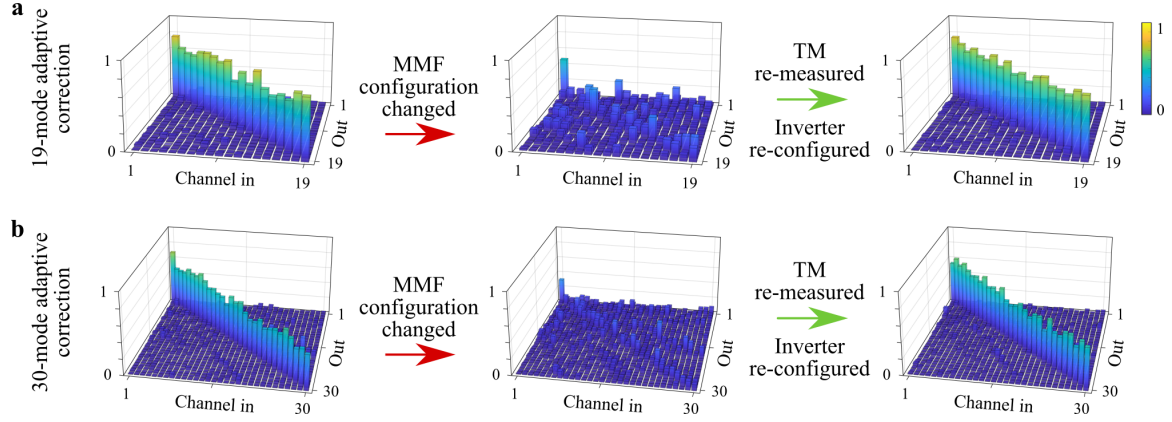 a
19-mode adaptive
correction
1
0
1
Channel in
19
19
Out
1
MMF
configuration
changed
1
0
1
Channel in
19
19
Out
1
TM
re-measured
Inverter
re-configured
1
0
1
Channel in
19
19
Out
1
1
0
b
30-mode adaptive
correction
1
0
1
Channel in
30
30
Out
1
MMF
configuration
changed
1
0
1
Channel in
30
30
Out
1
TM
re-measured
Inverter
re-configured
1
0
1
Channel in
30
30
Out
1